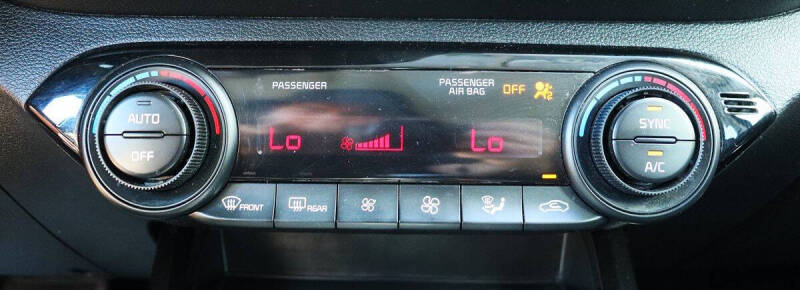 PASSENGER
PASSENGER AIR BAG OFF
AUTO
OFF
Lo
Lo
SYNC
A/C
FRONT
REAR